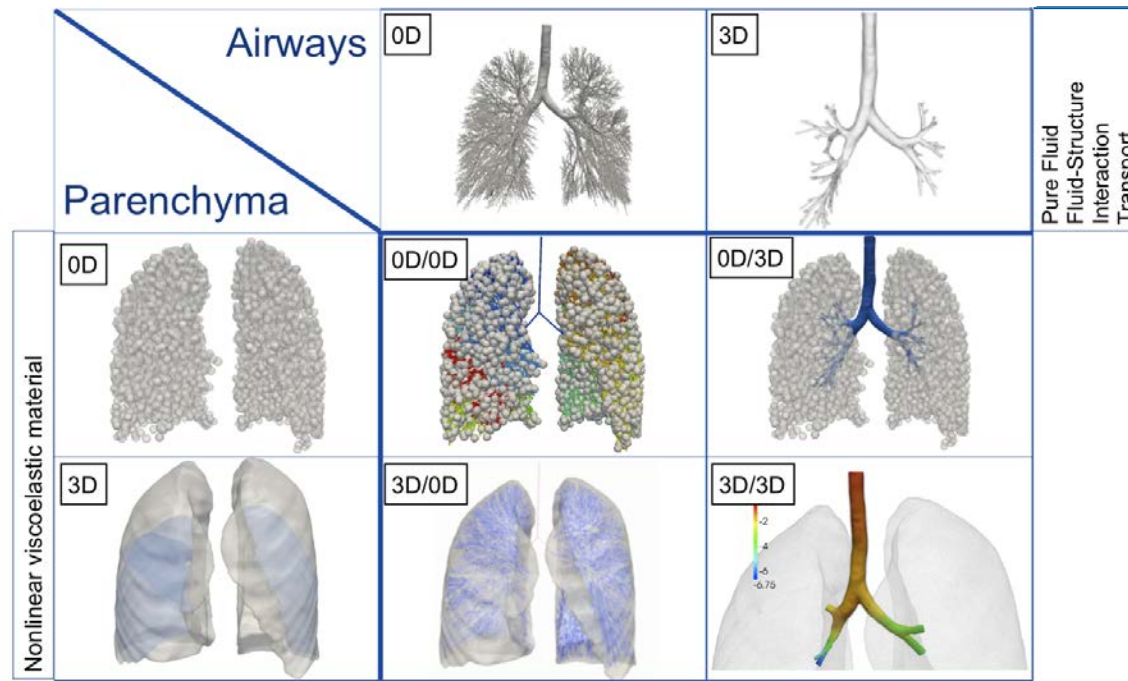 Airways
0D
3D
Pure Fluid
Fluid-Structure
Interaction
Transport
Parenchyma
0D
0D/0D
0D/3D
Nonlinear viscoelastic material
3D
3D/0D
3D/3D
-2
-4
-6
-6.75